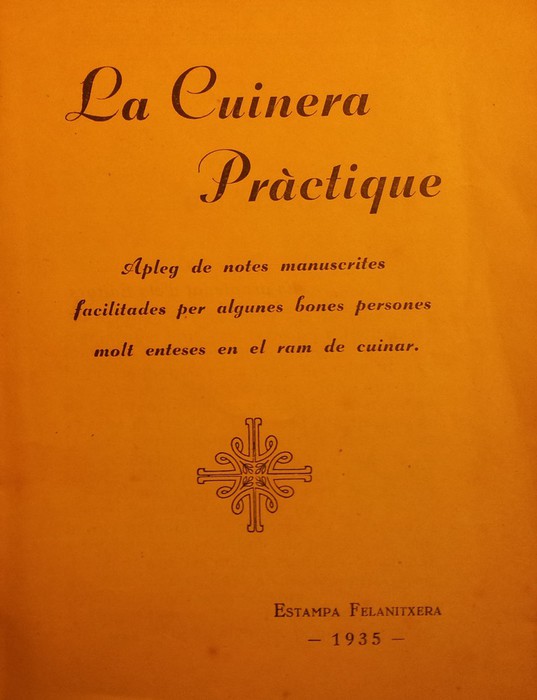 La Cuinera
Pràctique
Apleg de notes manuscrites
facilitades per algunes bones persones
molt enteses en el ram de cuinar.
Estampa Felanitxera
– 1935 –